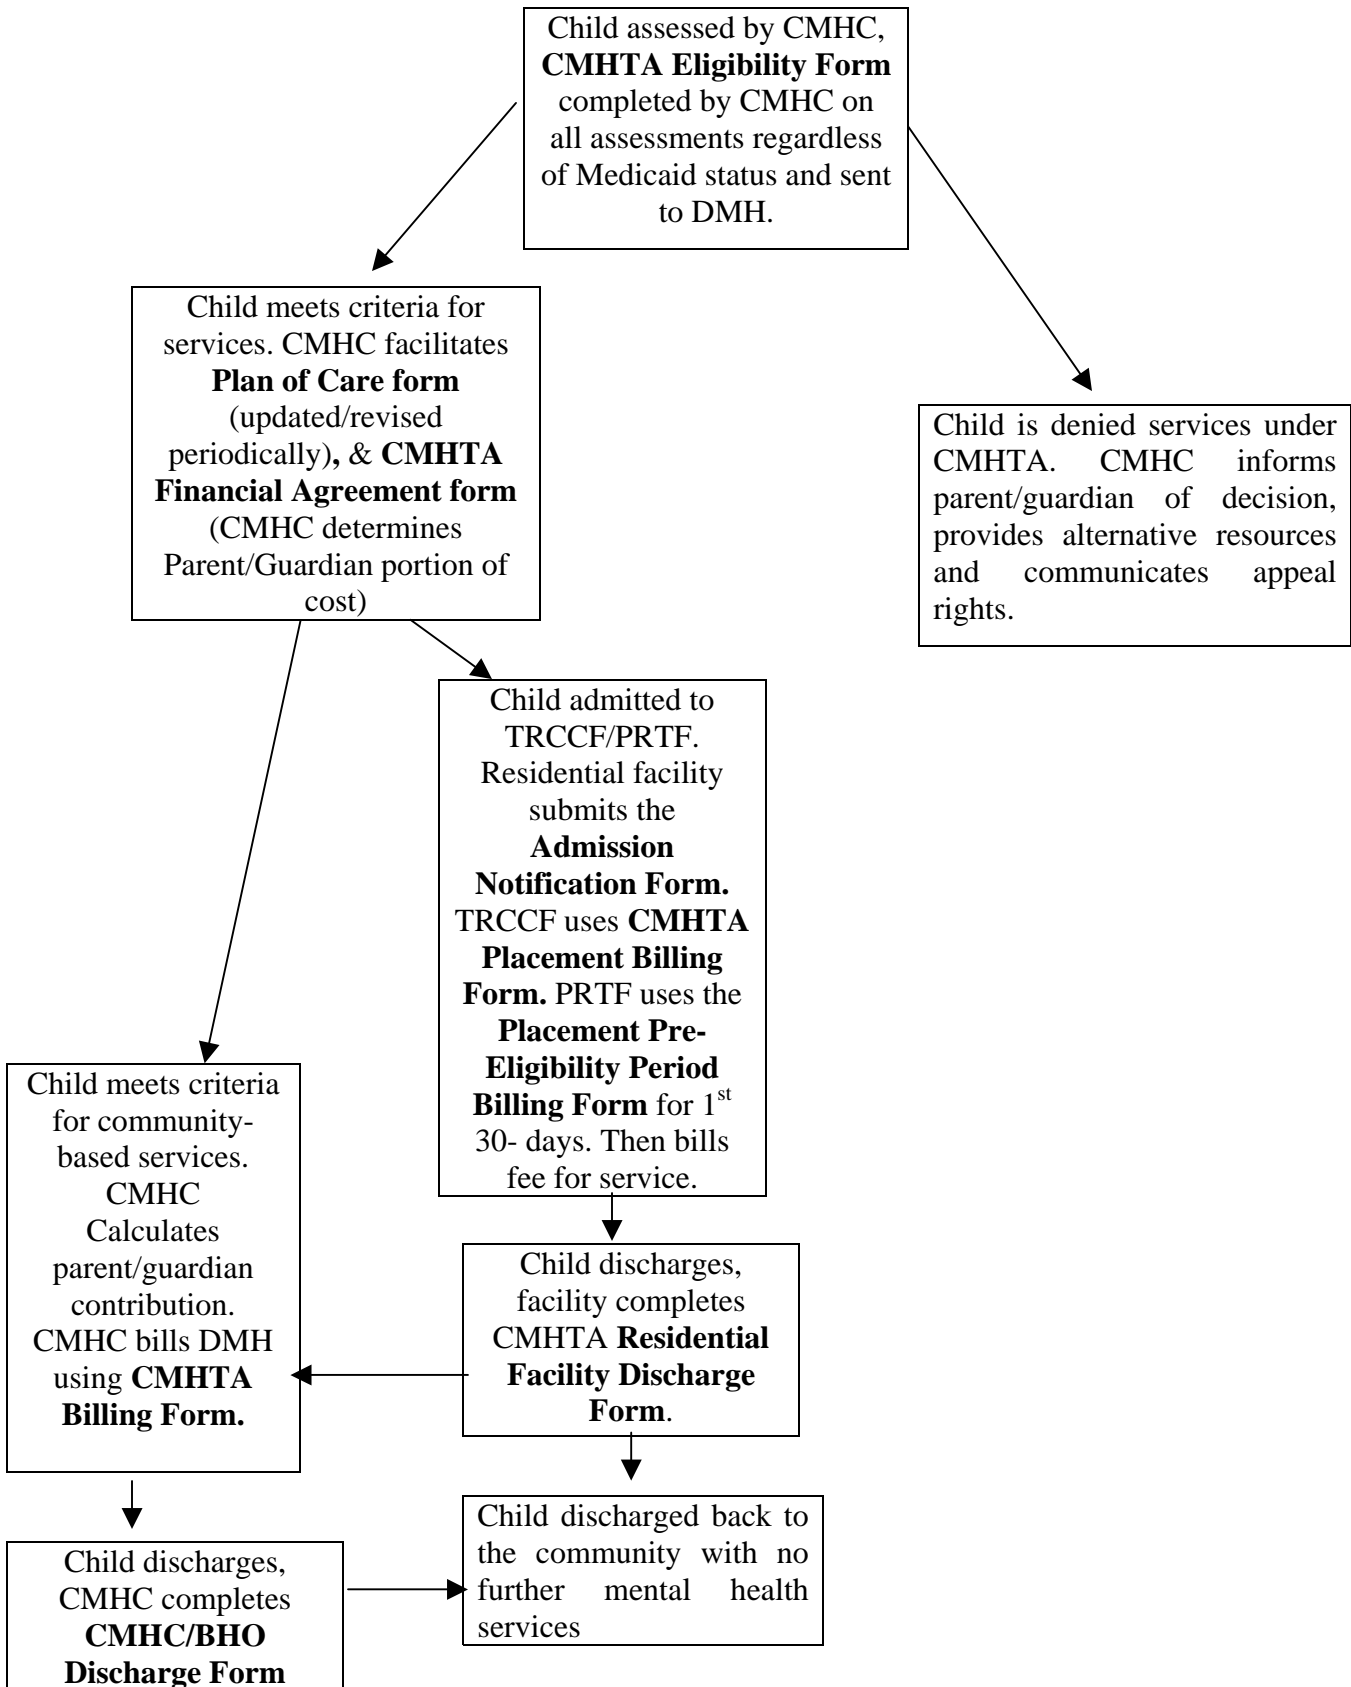 Child assessed by CMHC,
CMHTA Eligibility Form
completed by CMHC on
all assessments regardless
of Medicaid status and sent
to DMH.
Child meets criteria for
services. CMHC facilitates
Plan of Care form
(updated/revised
periodically), & CMHTA
Financial Agreement form
(CMHC determines
Parent/Guardian portion of
cost)
Child is denied services under
CMHTA. CMHC informs
parent/guardian of decision,
provides alternative resources
and communicates appeal
rights.
Child admitted to
TRCCF/PRTF.
Residential facility
submits the
Admission
Notification Form.
TRCCF uses CMHTA
Placement Billing
Form. PRTF uses the
Placement Pre-
Eligibility Period
Billing Form for 1st
30- days. Then bills
fee for service.
Child meets criteria
for community-
based services.
CMHC
Calculates
parent/guardian
contribution.
CMHC bills DMH
using CMHTA
Billing Form.
Child discharges,
facility completes
CMHTA Residential
Facility Discharge
Form.
Child discharged back to
the community with no
further mental health
services
Child discharges,
CMHC completes
CMHC/BHO
Discharge Form